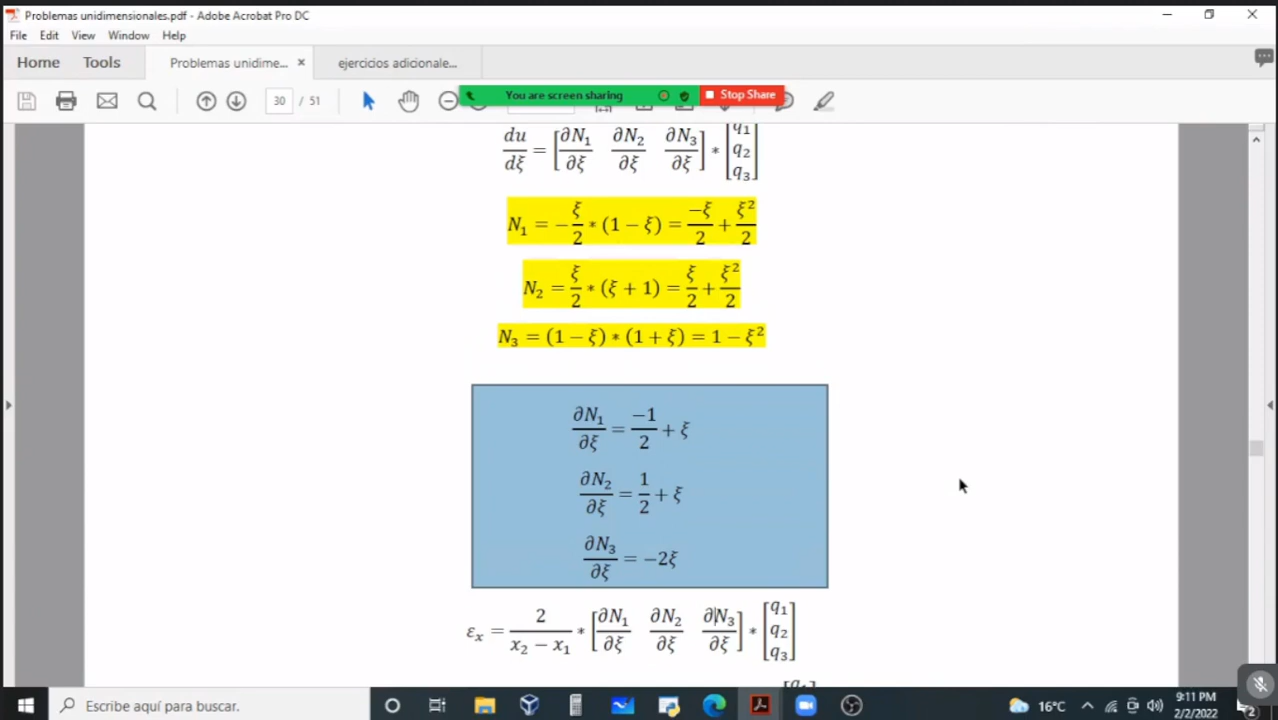 Problemas unidimensionales.pdf - Adobe Acrobat Pro DC
File Edit View Window Help
Home Tools Problemas unidime... × ejercicios adicionale...
30 / 51
You are screen sharing Stop Share
du/dξ = [∂N₁/∂ξ ∂N₂/∂ξ ∂N₃/∂ξ] * [q₁ q₂ q₃]
N₁ = −ξ/2 * (1 − ξ) = −ξ/2 + ξ²/2
N₂ = ξ/2 * (ξ + 1) = ξ/2 + ξ²/2
N₃ = (1 − ξ) * (1 + ξ) = 1 − ξ²
∂N₁/∂ξ = −1/2 + ξ
∂N₂/∂ξ = 1/2 + ξ
∂N₃/∂ξ = −2ξ
εₓ = 2/(x₂ − x₁) * [∂N₁/∂ξ ∂N₂/∂ξ ∂N₃/∂ξ] * [q₁ q₂ q₃]
Escribe aquí para buscar.
16°C
9:11 PM
2/2/2022
2